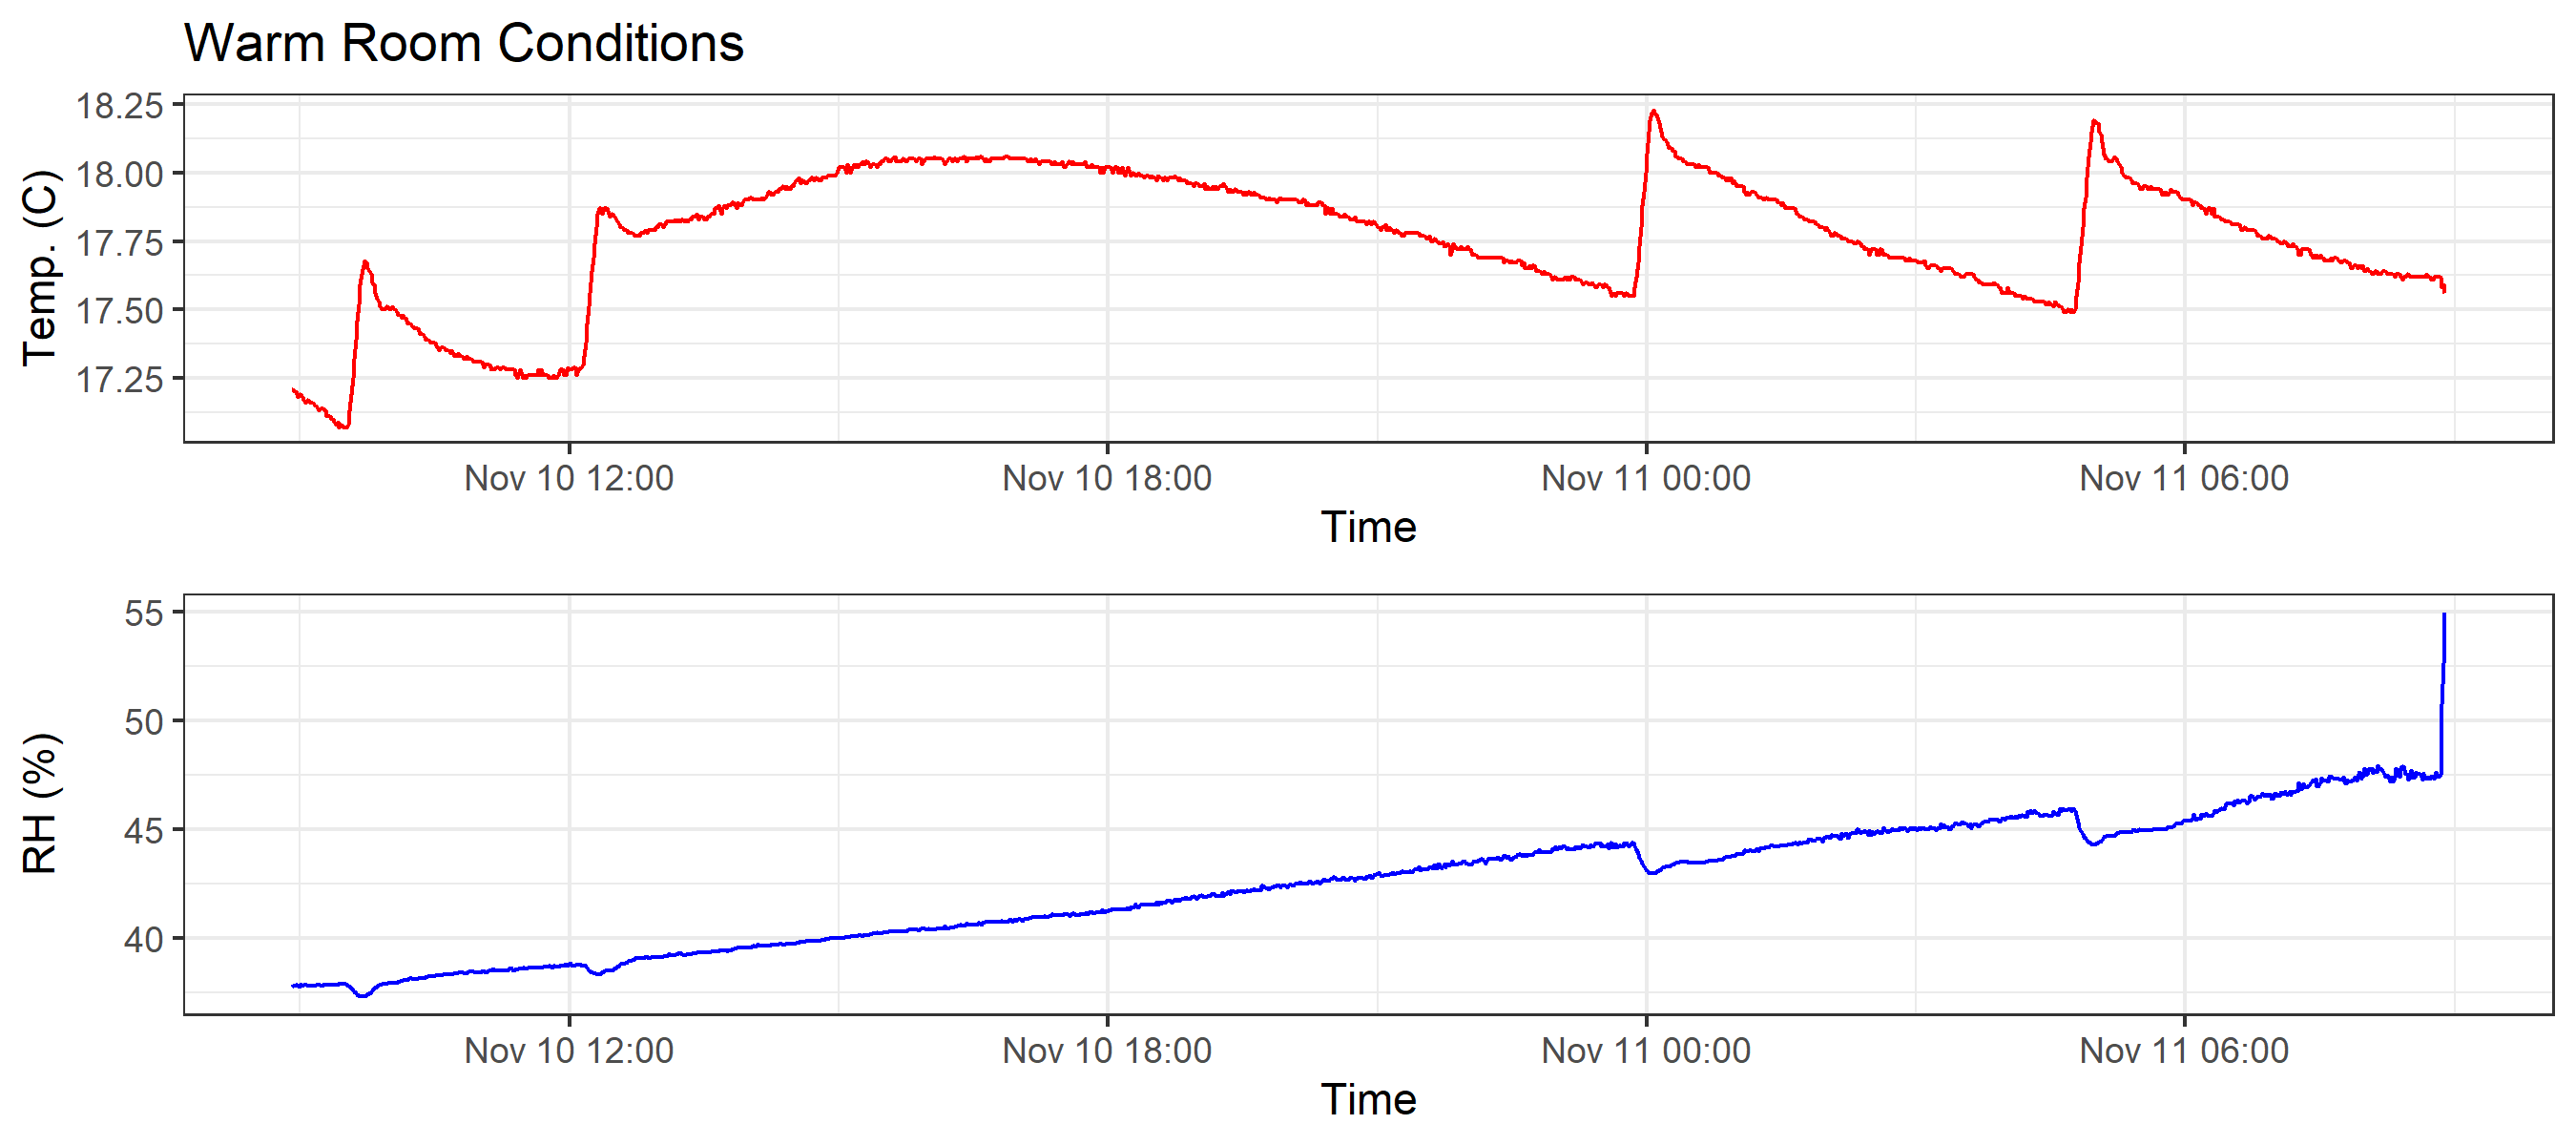 Warm Room Conditions
Temp. (C)
18.25
18.00
17.75
17.50
17.25
Nov 10 12:00 Nov 10 18:00 Nov 11 00:00 Nov 11 06:00
Time
RH (%)
55
50
45
40
Nov 10 12:00 Nov 10 18:00 Nov 11 00:00 Nov 11 06:00
Time